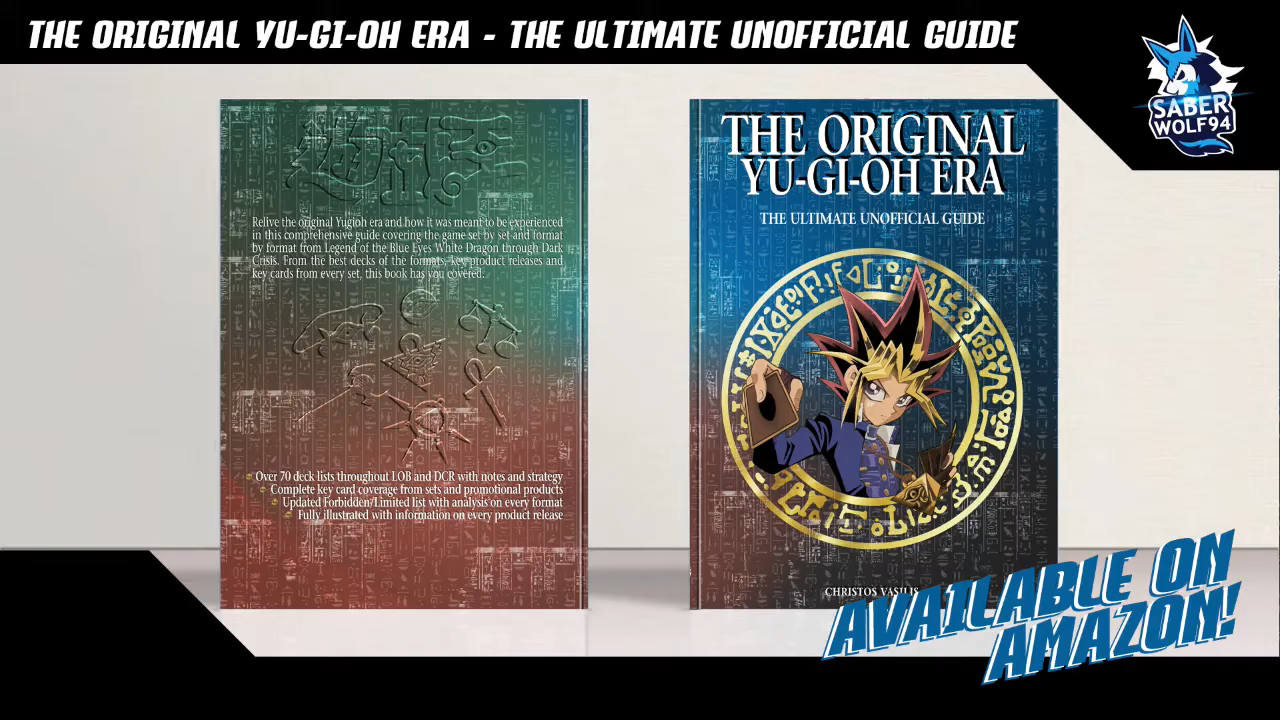 THE ORIGINAL YU-GI-OH ERA - THE ULTIMATE UNOFFICIAL GUIDE
SABER
WOLF94
Relive the original Yugioh era and how it was meant to be experienced
in this comprehensive guide covering the game set by set and format
by format from Legend of the Blue Eyes White Dragon through Dark
Crisis. From the best decks of the formats, key product releases and
key cards from every set, this book has you covered.
Over 70 deck lists throughout LOB and DCR with notes and strategy
Complete key card coverage from sets and promotional products
Updated Forbidden/Limited list with analysis on every format
Fully illustrated with information on every product release
THE ORIGINAL
YU-GI-OH ERA
THE ULTIMATE UNOFFICIAL GUIDE
CHRISTOS VASILIS
AVAILABLE ON
AMAZON!